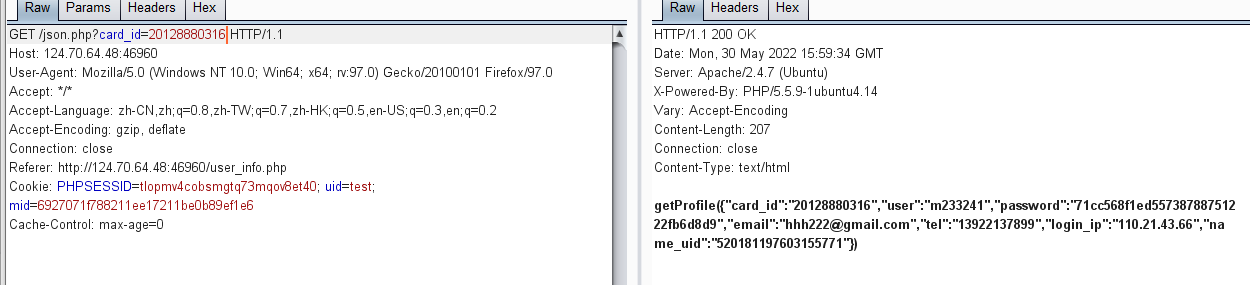 Raw Params Headers Hex
GET /json.php?card_id=20128880316 HTTP/1.1
Host: 124.70.64.48:46960
User-Agent: Mozilla/5.0 (Windows NT 10.0; Win64; x64; rv:97.0) Gecko/20100101 Firefox/97.0
Accept: */*
Accept-Language: zh-CN,zh;q=0.8,zh-TW;q=0.7,zh-HK;q=0.5,en-US;q=0.3,en;q=0.2
Accept-Encoding: gzip, deflate
Connection: close
Referer: http://124.70.64.48:46960/user_info.php
Cookie: PHPSESSID=tlopmv4cobsmgtq73mqov8et40; uid=test;
mid=6927071f788211ee17211be0b89ef1e6
Cache-Control: max-age=0
Raw Headers Hex
HTTP/1.1 200 OK
Date: Mon, 30 May 2022 15:59:34 GMT
Server: Apache/2.4.7 (Ubuntu)
X-Powered-By: PHP/5.5.9-1ubuntu4.14
Vary: Accept-Encoding
Content-Length: 207
Connection: close
Content-Type: text/html
getProfile({"card_id":"20128880316","user":"m233241","password":"71cc568f1ed557387887512
22fb6d8d9","email":"hhh222@gmail.com","tel":"13922137899","login_ip":"110.21.43.66","na
me_uid":"520181197603155771"})